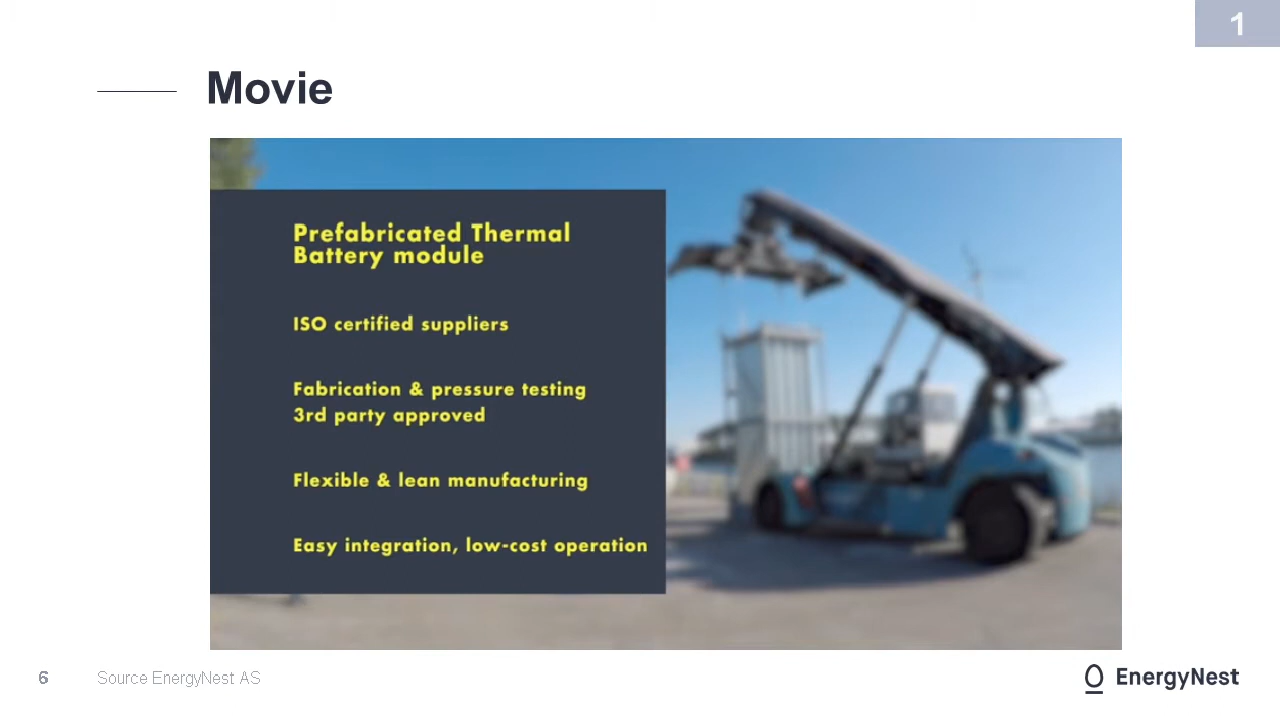 1
Movie
Prefabricated Thermal
Battery module
ISO certified suppliers
Fabrication & pressure testing
3rd party approved
Flexible & lean manufacturing
Easy integration, low-cost operation
6
Source EnergyNest AS
EnergyNest